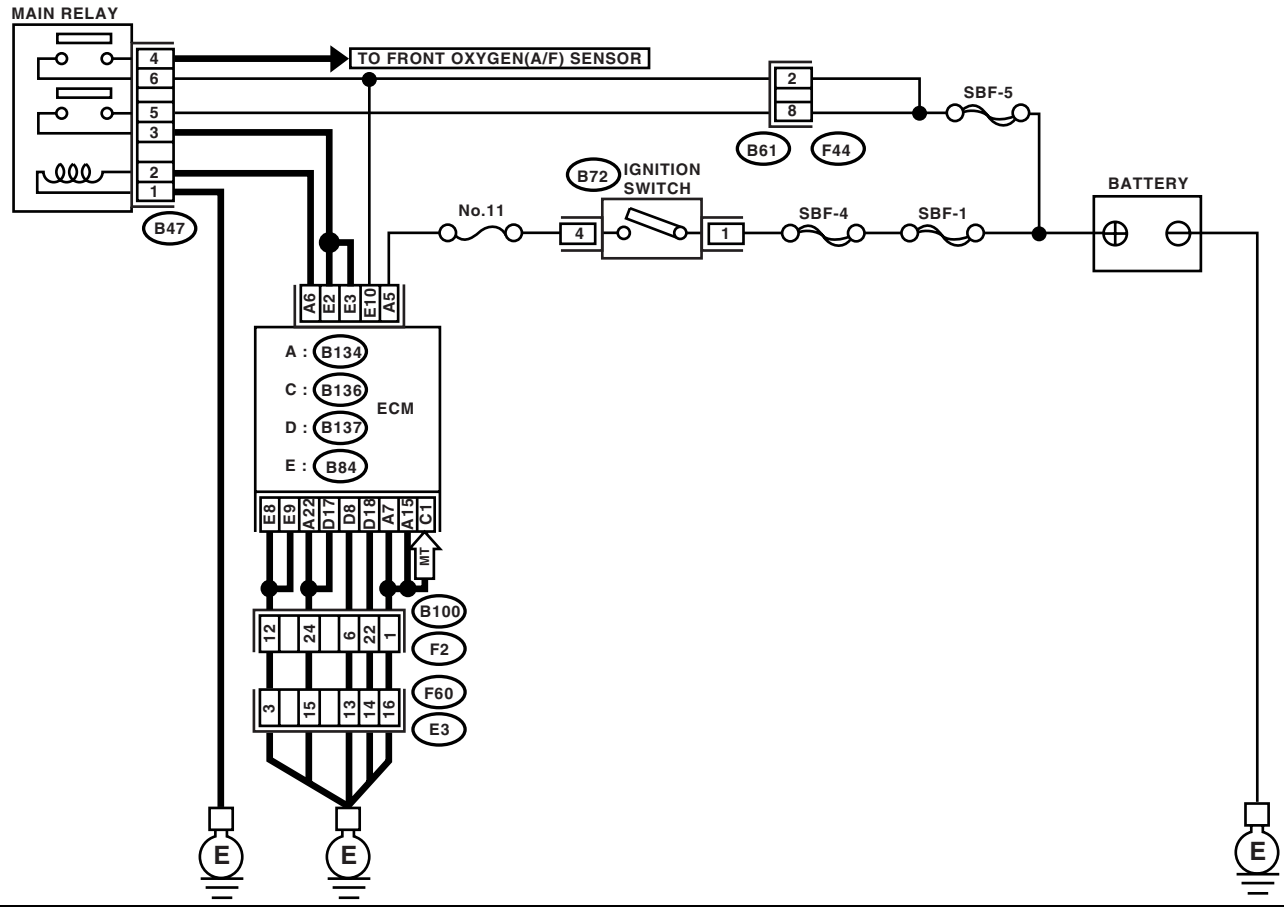 MAIN RELAY
4
TO FRONT OXYGEN(A/F) SENSOR
6
2
5
8
SBF-5
3
B61
F44
2
B72
IGNITION
SWITCH
BATTERY
1
No.11
SBF-4
SBF-1
B47
4
1
A6
E2
E3
E10
A5
A :
B134
C :
B136
ECM
D :
B137
E :
B84
E8
E9
A22
D17
D8
D18
A7
A15
C1
MT
B100
12
24
6
22
1
F2
F60
3
15
13
14
16
E3
E
E
E